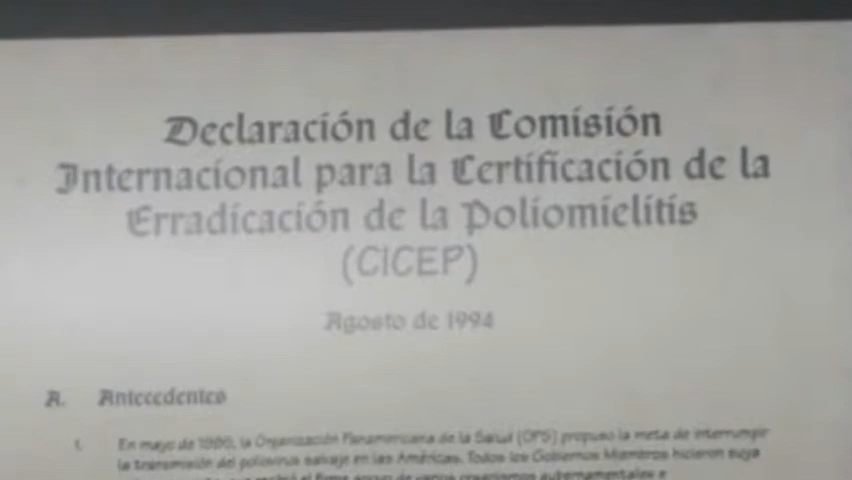 Declaración de la Comisión
Internacional para la Certificación de la
Erradicación de la Poliomielitis
(CICEP)
Agosto de 1994
A. Antecedentes
1. En mayo de la Organización Panamericana de la Salud (OPS) propuso la meta de interrumpir
la transmisión del poliovirus salvaje en las Américas. Todos los Gobiernos Miembros hicieron suya